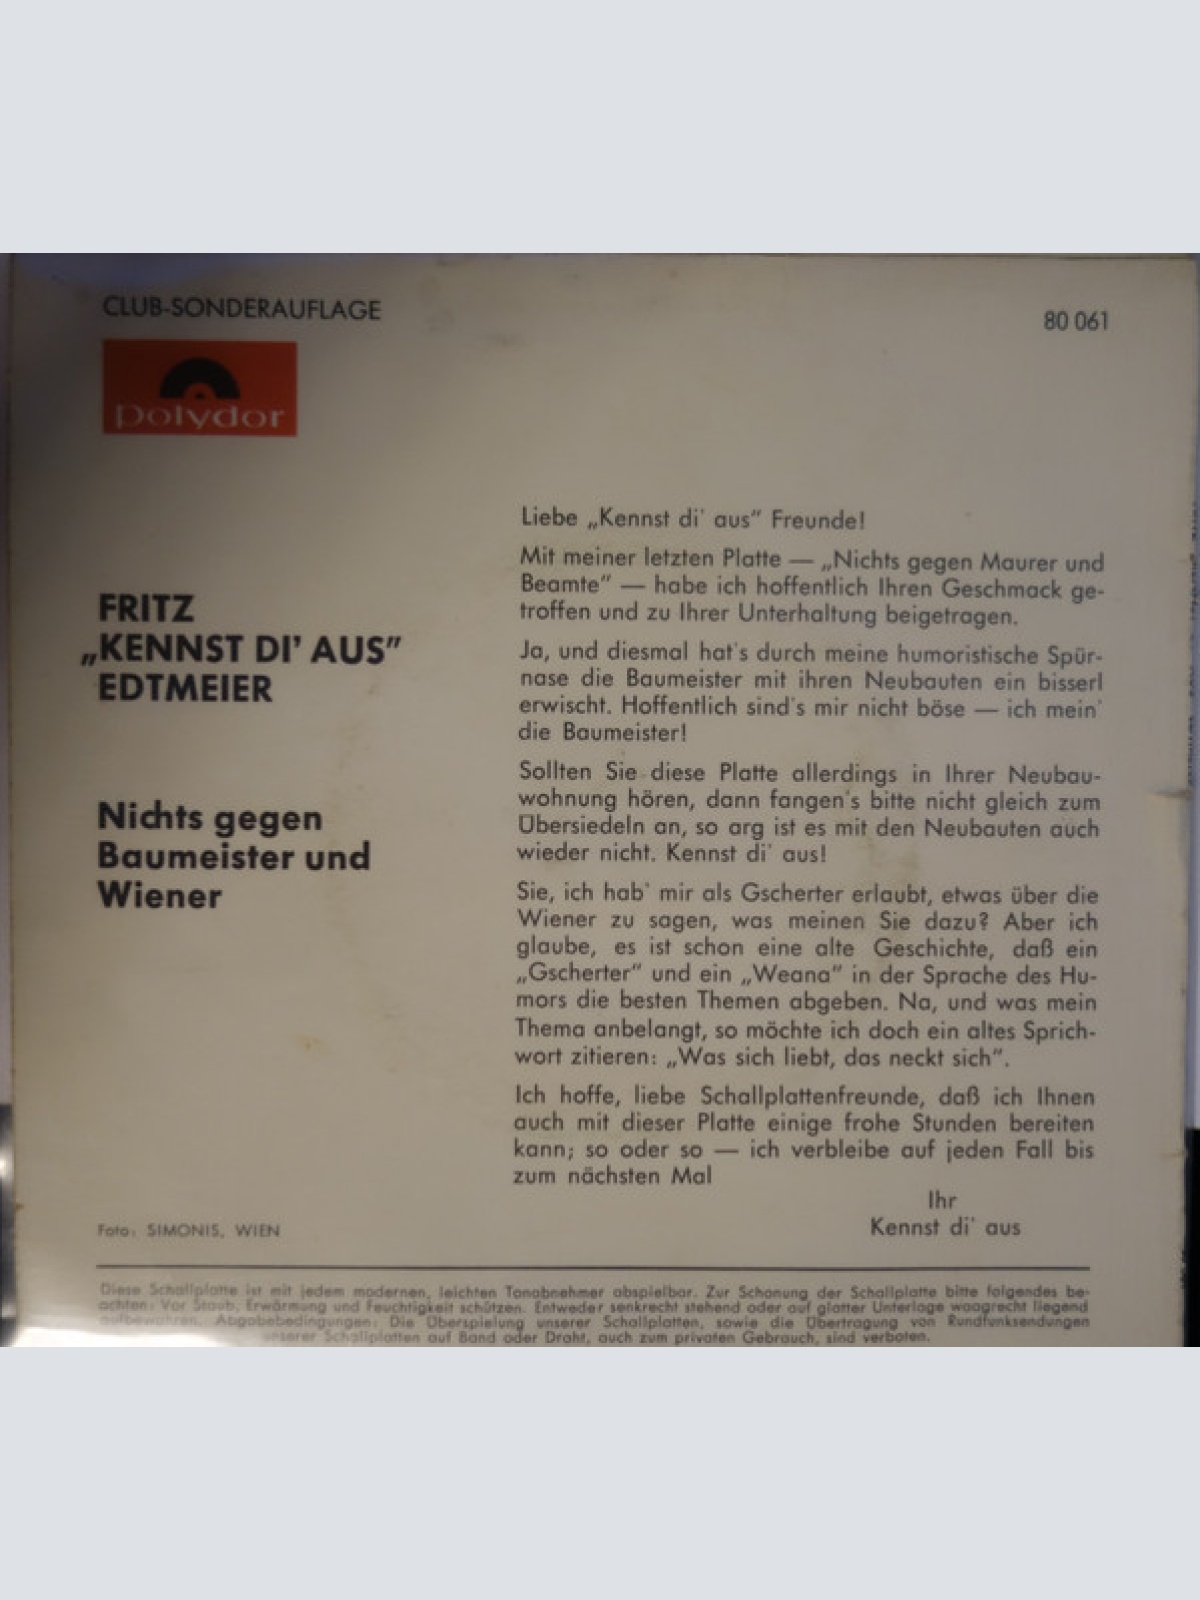 CLUB-SONDERAUFLAGE
80 061
polydor
FRITZ
„KENNST DI' AUS"
EDTMEIER
Nichts gegen
Baumeister und
Wiener
Liebe „Kennst di' aus" Freunde!
Mit meiner letzten Platte — „Nichts gegen Maurer und
Beamte" — habe ich hoffentlich Ihren Geschmack ge-
troffen und zu Ihrer Unterhaltung beigetragen.
Ja, und diesmal hat's durch meine humoristische Spür-
nase die Baumeister mit ihren Neubauten ein bisserl
erwischt. Hoffentlich sind's mir nicht böse — ich mein'
die Baumeister!
Sollten Sie diese Platte allerdings in Ihrer Neubau-
wohnung hören, dann fangen's bitte nicht gleich zum
Übersiedeln an, so arg ist es mit den Neubauten auch
wieder nicht. Kennst di' aus!
Sie, ich hab' mir als Gscherter erlaubt, etwas über die
Wiener zu sagen, was meinen Sie dazu? Aber ich
glaube, es ist schon eine alte Geschichte, daß ein
„Gscherter" und ein „Weana" in der Sprache des Hu-
mors die besten Themen abgeben. Na, und was mein
Thema anbelangt, so möchte ich doch ein altes Sprich-
wort zitieren: „Was sich liebt, das neckt sich".
Ich hoffe, liebe Schallplattenfreunde, daß ich Ihnen
auch mit dieser Platte einige frohe Stunden bereiten
kann; so oder so — ich verbleibe auf jeden Fall bis
zum nächsten Mal
Ihr
Kennst di' aus
Foto: SIMONIS, WIEN
Diese Schallplatte ist mit jedem modernen, leichten Tonabnehmer abspielbar. Zur Schonung der Schallplatte bitte folgendes be-
achten: Vor Staub, Erwärmung und Feuchtigkeit schützen. Entweder senkrecht stehend oder auf glatter Unterlage waagrecht liegend
aufbewahren. Abgabebedingungen: Die Überspielung unserer Schallplatten, sowie die Übertragung von Rundfunksendungen
unserer Schallplatten auf Band oder Draht, auch zum privaten Gebrauch, sind verboten.